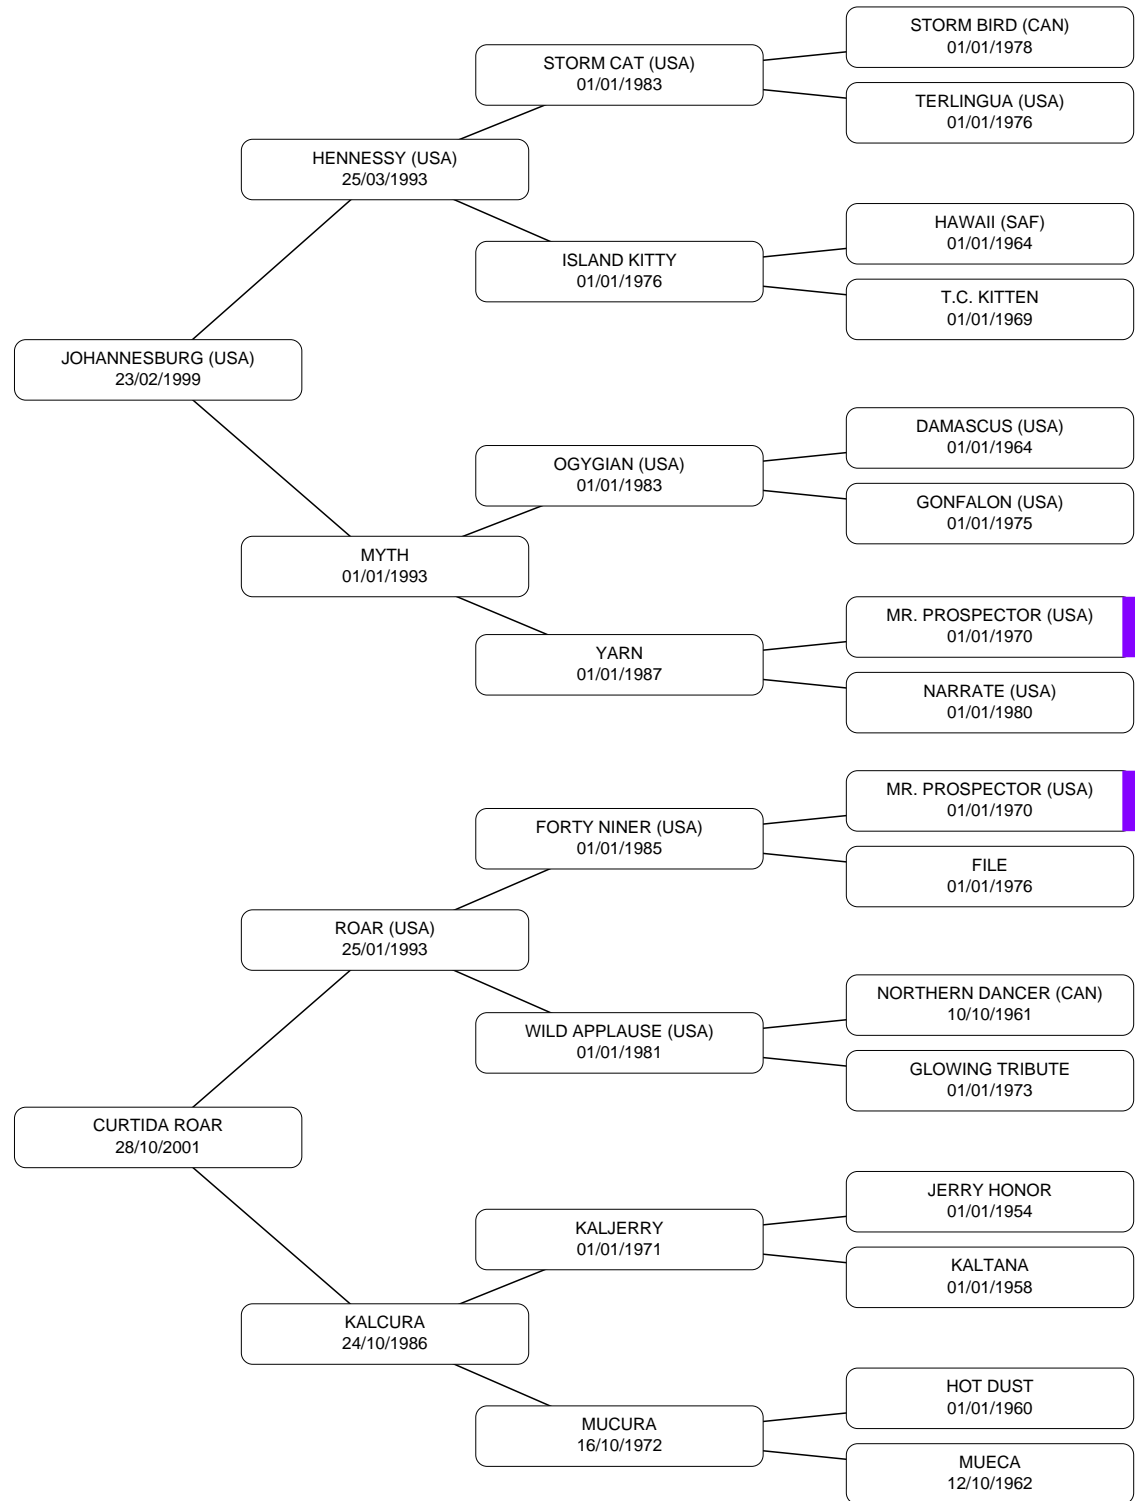 STORM BIRD (CAN)
01/01/1978
STORM CAT (USA)
01/01/1983
TERLINGUA (USA)
01/01/1976
HENNESSY (USA)
25/03/1993
HAWAII (SAF)
01/01/1964
ISLAND KITTY
01/01/1976
T.C. KITTEN
01/01/1969
JOHANNESBURG (USA)
23/02/1999
DAMASCUS (USA)
01/01/1964
OGYGIAN (USA)
01/01/1983
GONFALON (USA)
01/01/1975
MYTH
01/01/1993
MR. PROSPECTOR (USA)
01/01/1970
YARN
01/01/1987
NARRATE (USA)
01/01/1980
MR. PROSPECTOR (USA)
01/01/1970
FORTY NINER (USA)
01/01/1985
FILE
01/01/1976
ROAR (USA)
25/01/1993
NORTHERN DANCER (CAN)
10/10/1961
WILD APPLAUSE (USA)
01/01/1981
GLOWING TRIBUTE
01/01/1973
CURTIDA ROAR
28/10/2001
JERRY HONOR
01/01/1954
KALJERRY
01/01/1971
KALTANA
01/01/1958
KALCURA
24/10/1986
HOT DUST
01/01/1960
MUCURA
16/10/1972
MUECA
12/10/1962